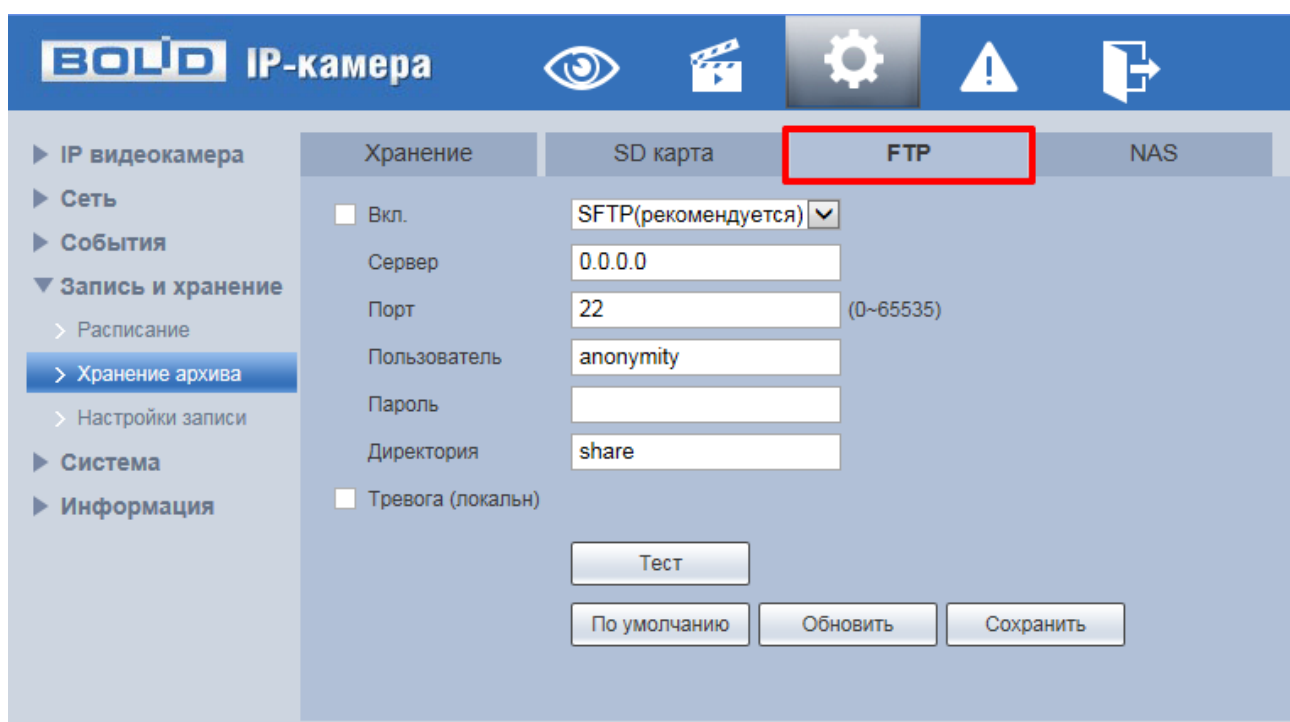 BOLID IP-камера
IP видеокамера
Сеть
События
Запись и хранение
Расписание
Хранение архива
Настройки записи
Система
Информация
Хранение SD карта FTP NAS
Вкл. SFTP(рекомендуется)
Сервер 0.0.0.0
Порт 22 (0~65535)
Пользователь anonymity
Пароль
Директория share
Тревога (локальн)
Тест
По умолчанию Обновить Сохранить